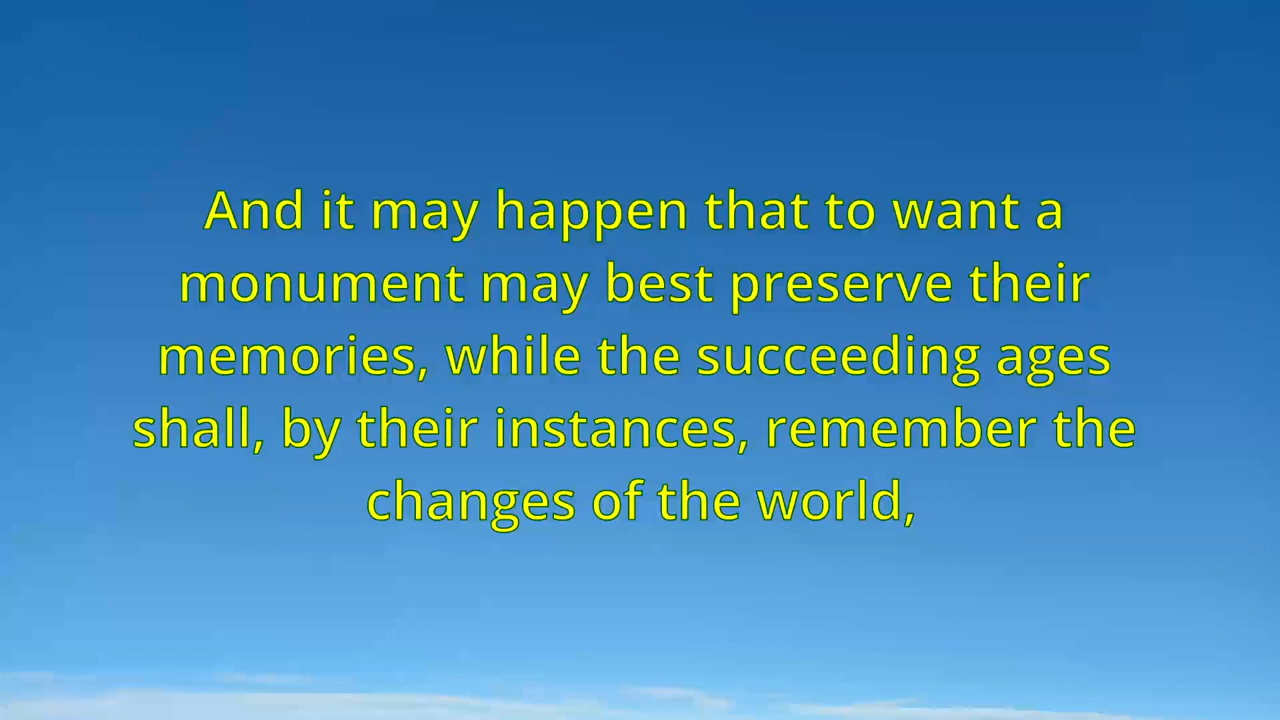 And it may happen that to want a
monument may best preserve their
memories, while the succeeding ages
shall, by their instances, remember the
changes of the world,